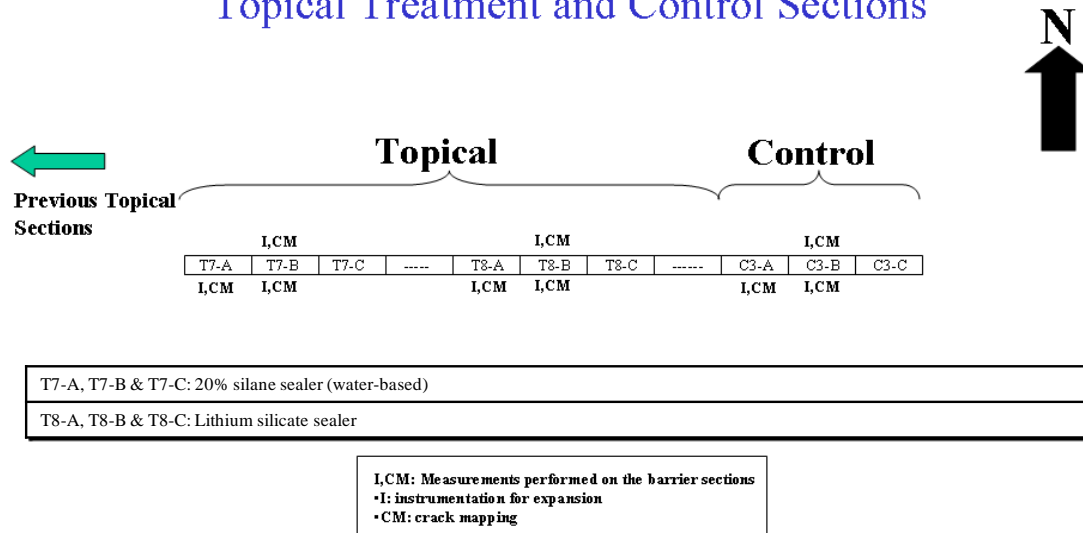 Topical Treatment and Control Sections
N
Topical
Control
Previous Topical
Sections
I,CM I,CM I,CM
T7-A T7-B T7-C ----- T8-A T8-B T8-C ------ C3-A C3-B C3-C
I,CM I,CM I,CM I,CM I,CM I,CM
T7-A, T7-B & T7-C: 20% silane sealer (water-based)
T8-A, T8-B & T8-C: Lithium silicate sealer
I,CM: Measurements performed on the barrier sections
•I: instrumentation for expansion
•CM: crack mapping